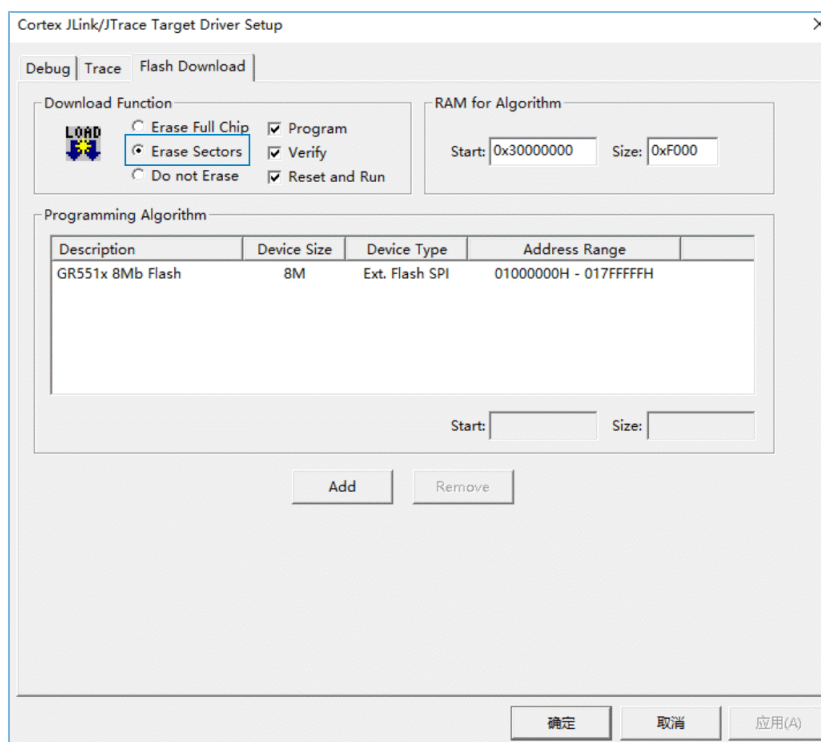 Cortex JLink/JTrace Target Driver Setup
Debug Trace Flash Download
Download Function
LOAD
Erase Full Chip
Erase Sectors
Do not Erase
Program
Verify
Reset and Run
RAM for Algorithm
Start: 0x30000000 Size: 0xF000
Programming Algorithm
Description Device Size Device Type Address Range
GR551x 8Mb Flash 8M Ext. Flash SPI 01000000H - 017FFFFFH
Start: Size:
Add Remove
确定 取消 应用(A)